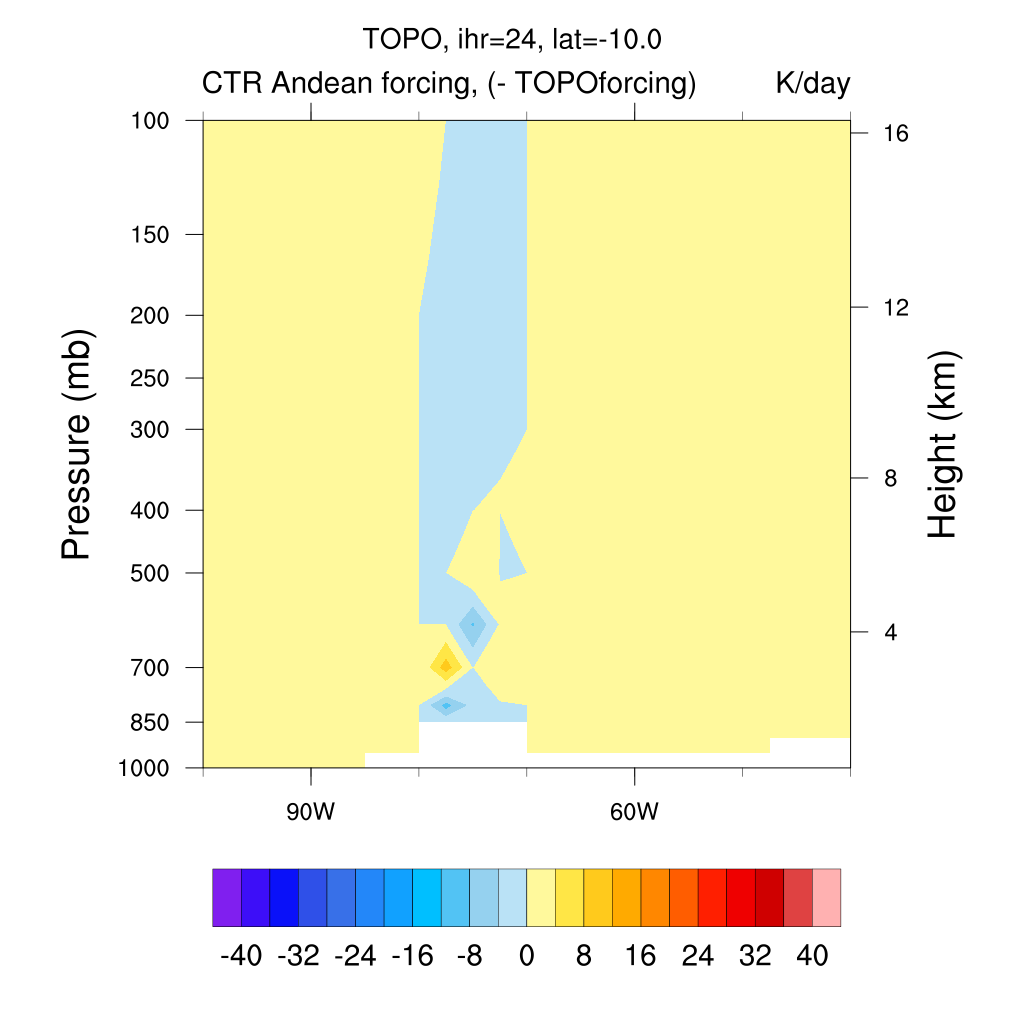 TOPO, ihr=24, lat=-10.0
CTR Andean forcing, (- TOPOforcing) K/day
100
150
200
250
300
400
500
700
850
1000
Pressure (mb)
16
12
8
4
Height (km)
90W 60W
-40 -32 -24 -16 -8 0 8 16 24 32 40